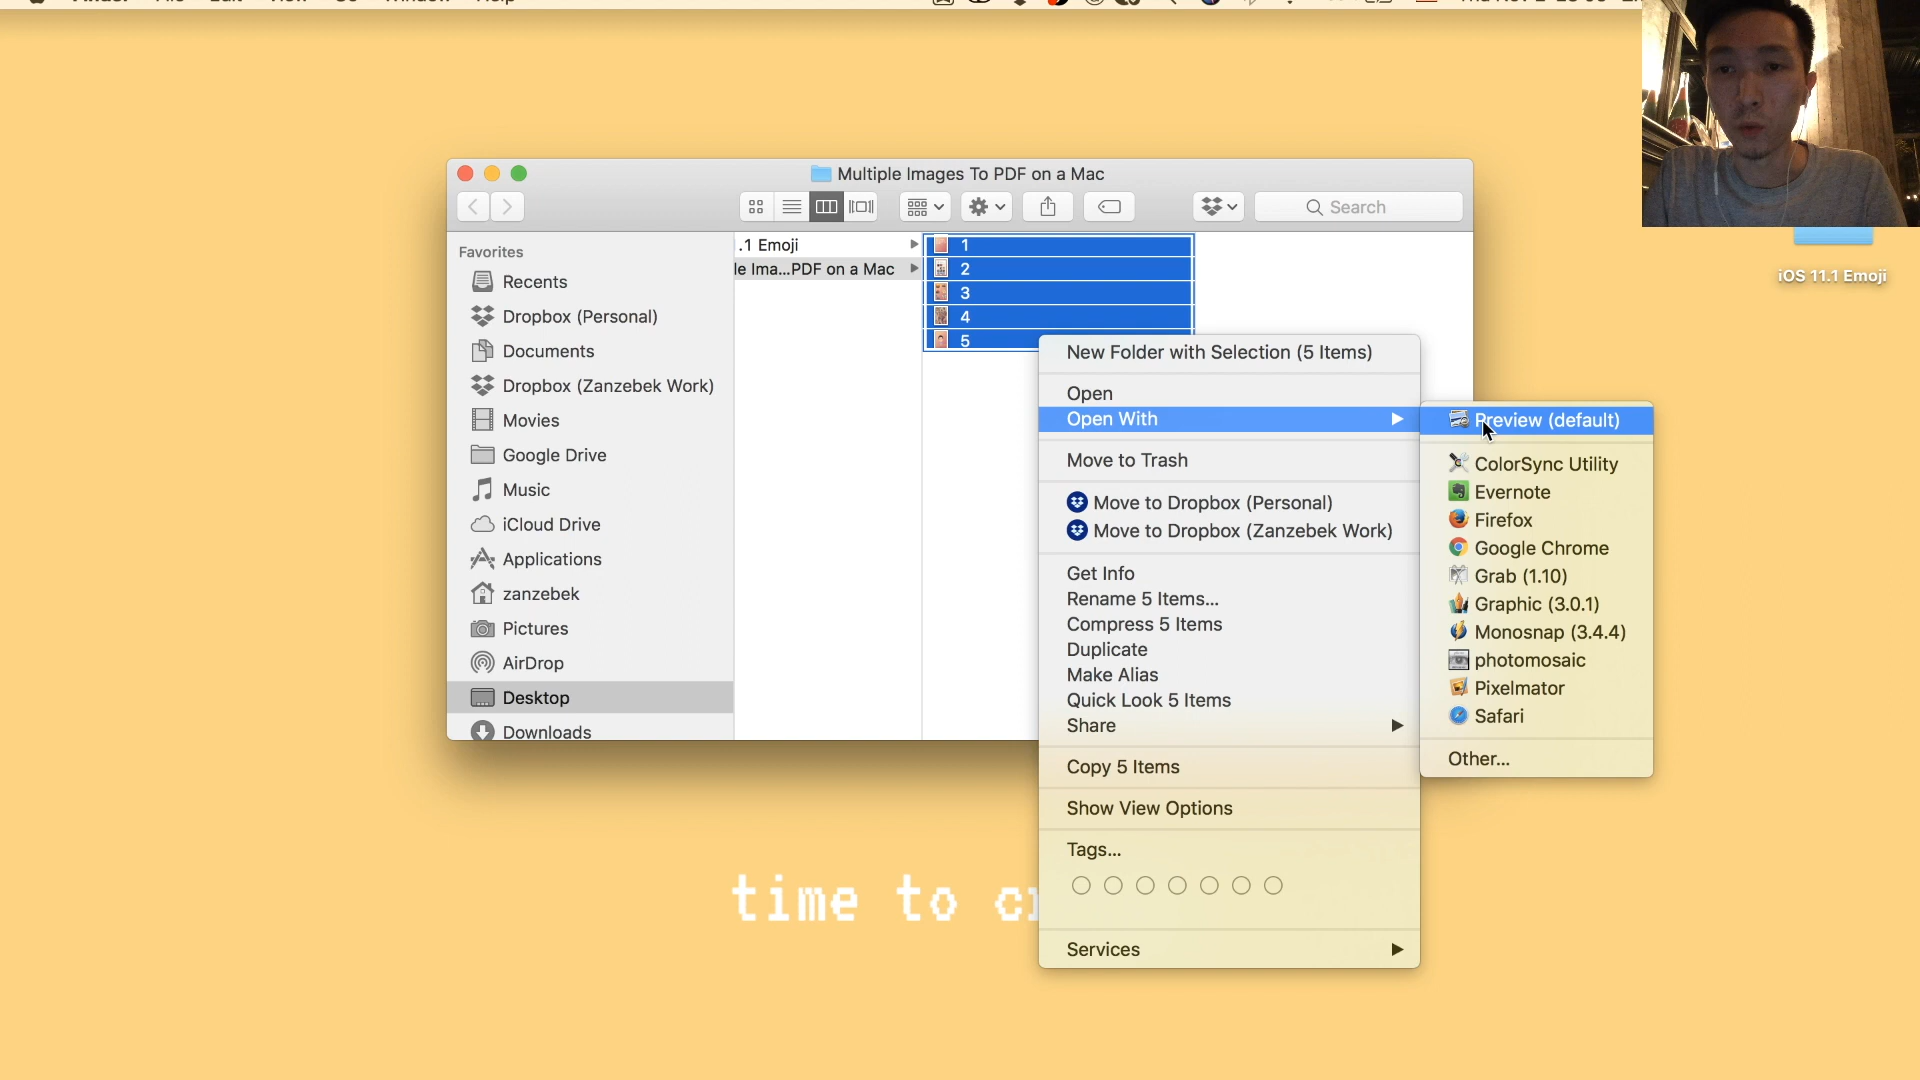 Multiple Images To PDF on a Mac
Search
Favorites
Recents
Dropbox (Personal)
Documents
Dropbox (Zanzebek Work)
Movies
Google Drive
Music
iCloud Drive
Applications
zanzebek
Pictures
AirDrop
Desktop
Downloads
.1 Emoji
le Ima...PDF on a Mac
1
2
3
4
5
New Folder with Selection (5 Items)
Open
Open With
Move to Trash
Move to Dropbox (Personal)
Move to Dropbox (Zanzebek Work)
Get Info
Rename 5 Items...
Compress 5 Items
Duplicate
Make Alias
Quick Look 5 Items
Share
Copy 5 Items
Show View Options
Tags...
Services
Preview (default)
ColorSync Utility
Evernote
Firefox
Google Chrome
Grab (1.10)
Graphic (3.0.1)
Monosnap (3.4.4)
photomosaic
Pixelmator
Safari
Other...
iOS 11.1 Emoji
time to